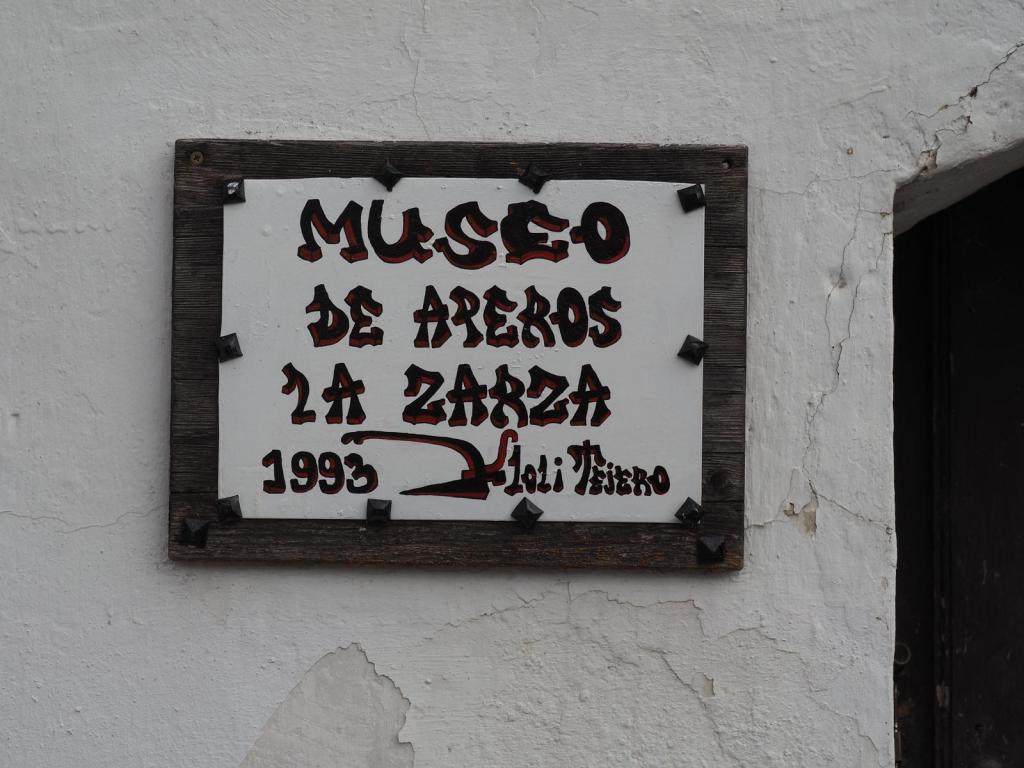 MUSEO
DE APEROS
LA ZARZA
1993 Loli Tejero